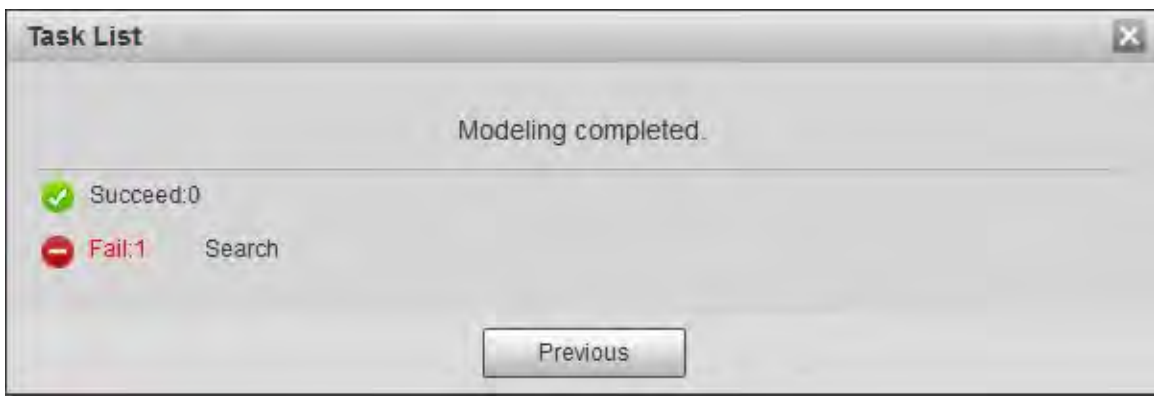 Task List
Modeling completed.
Succeed:0
Fail:1 Search
Previous